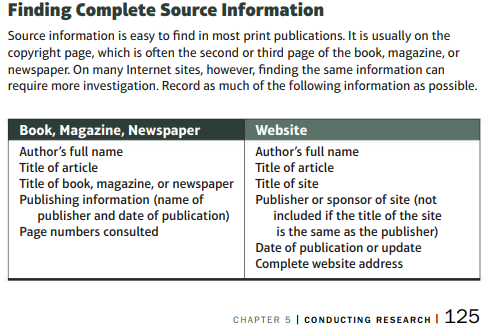 Finding Complete Source Information
Source information is easy to find in most print publications. It is usually on the
copyright page, which is often the second or third page of the book, magazine, or
newspaper. On many Internet sites, however, finding the same information can
require more investigation. Record as much of the following information as possible.
Book, Magazine, Newspaper
Author's full name
Title of article
Title of book, magazine, or newspaper
Publishing information (name of
publisher and date of publication)
Page numbers consulted
Website
Author's full name
Title of article
Title of site
Publisher or sponsor of site (not
included if the title of the site
is the same as the publisher)
Date of publication or update
Complete website address
CHAPTER 5 | CONDUCTING RESEARCH | 125